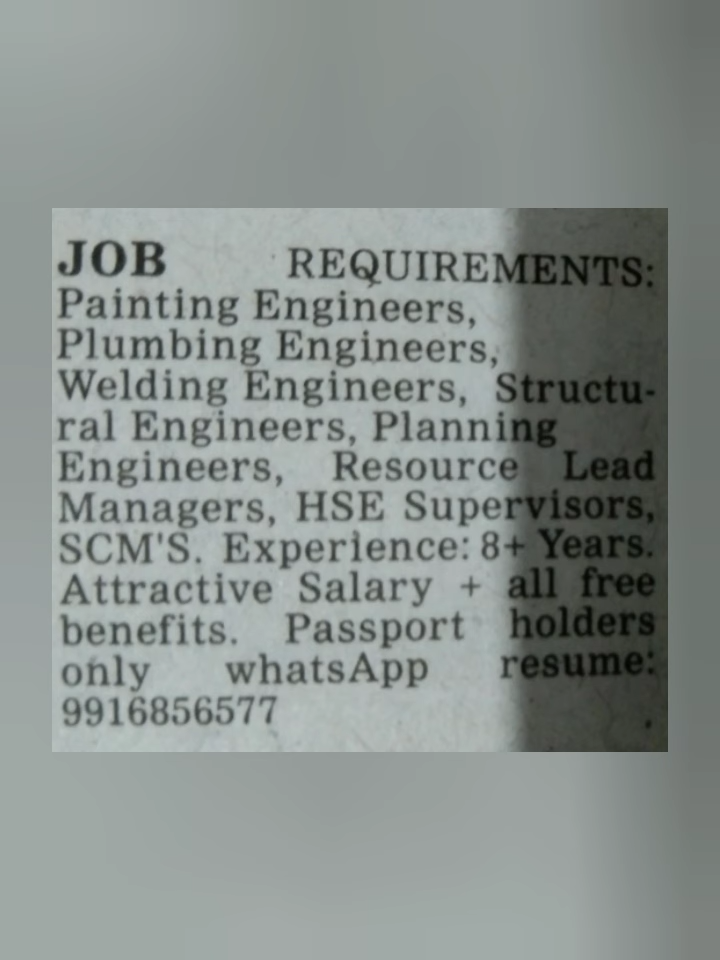 JOB REQUIREMENTS:
Painting Engineers,
Plumbing Engineers,
Welding Engineers, Structu-
ral Engineers, Planning
Engineers, Resource Lead
Managers, HSE Supervisors,
SCM'S. Experience: 8+ Years.
Attractive Salary + all free
benefits. Passport holders
only whatsApp resume:
9916856577